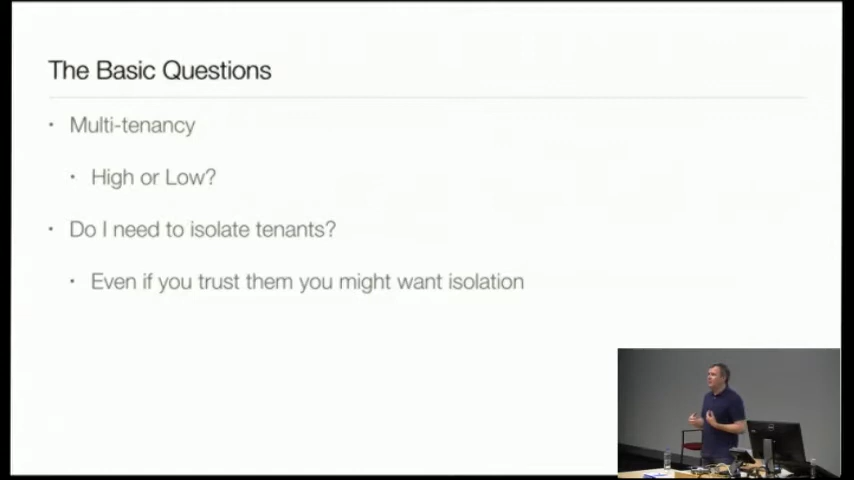 The Basic Questions
• Multi-tenancy
• High or Low?
• Do I need to isolate tenants?
• Even if you trust them you might want isolation